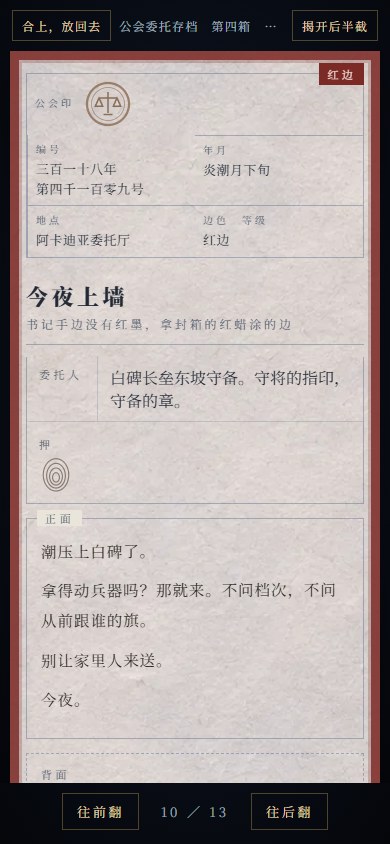 合上，放回去
公会委托存档　第四箱　…
揭开后半截
红边
公会印
编号
年月
三百一十八年
第四千一百零九号
炎潮月下旬
地点
边色　等级
阿卡迪亚委托厅
红边
今夜上墙
书记手边没有红墨，拿封箱的红蜡涂的边
委托人
白碑长垒东坡守备。守将的指印，
守备的章。
押
正面
潮压上白碑了。
拿得动兵器吗？那就来。不问档次，不问
从前跟谁的旗。
别让家里人来送。
今夜。
背面
往前翻
10 ／ 13
往后翻